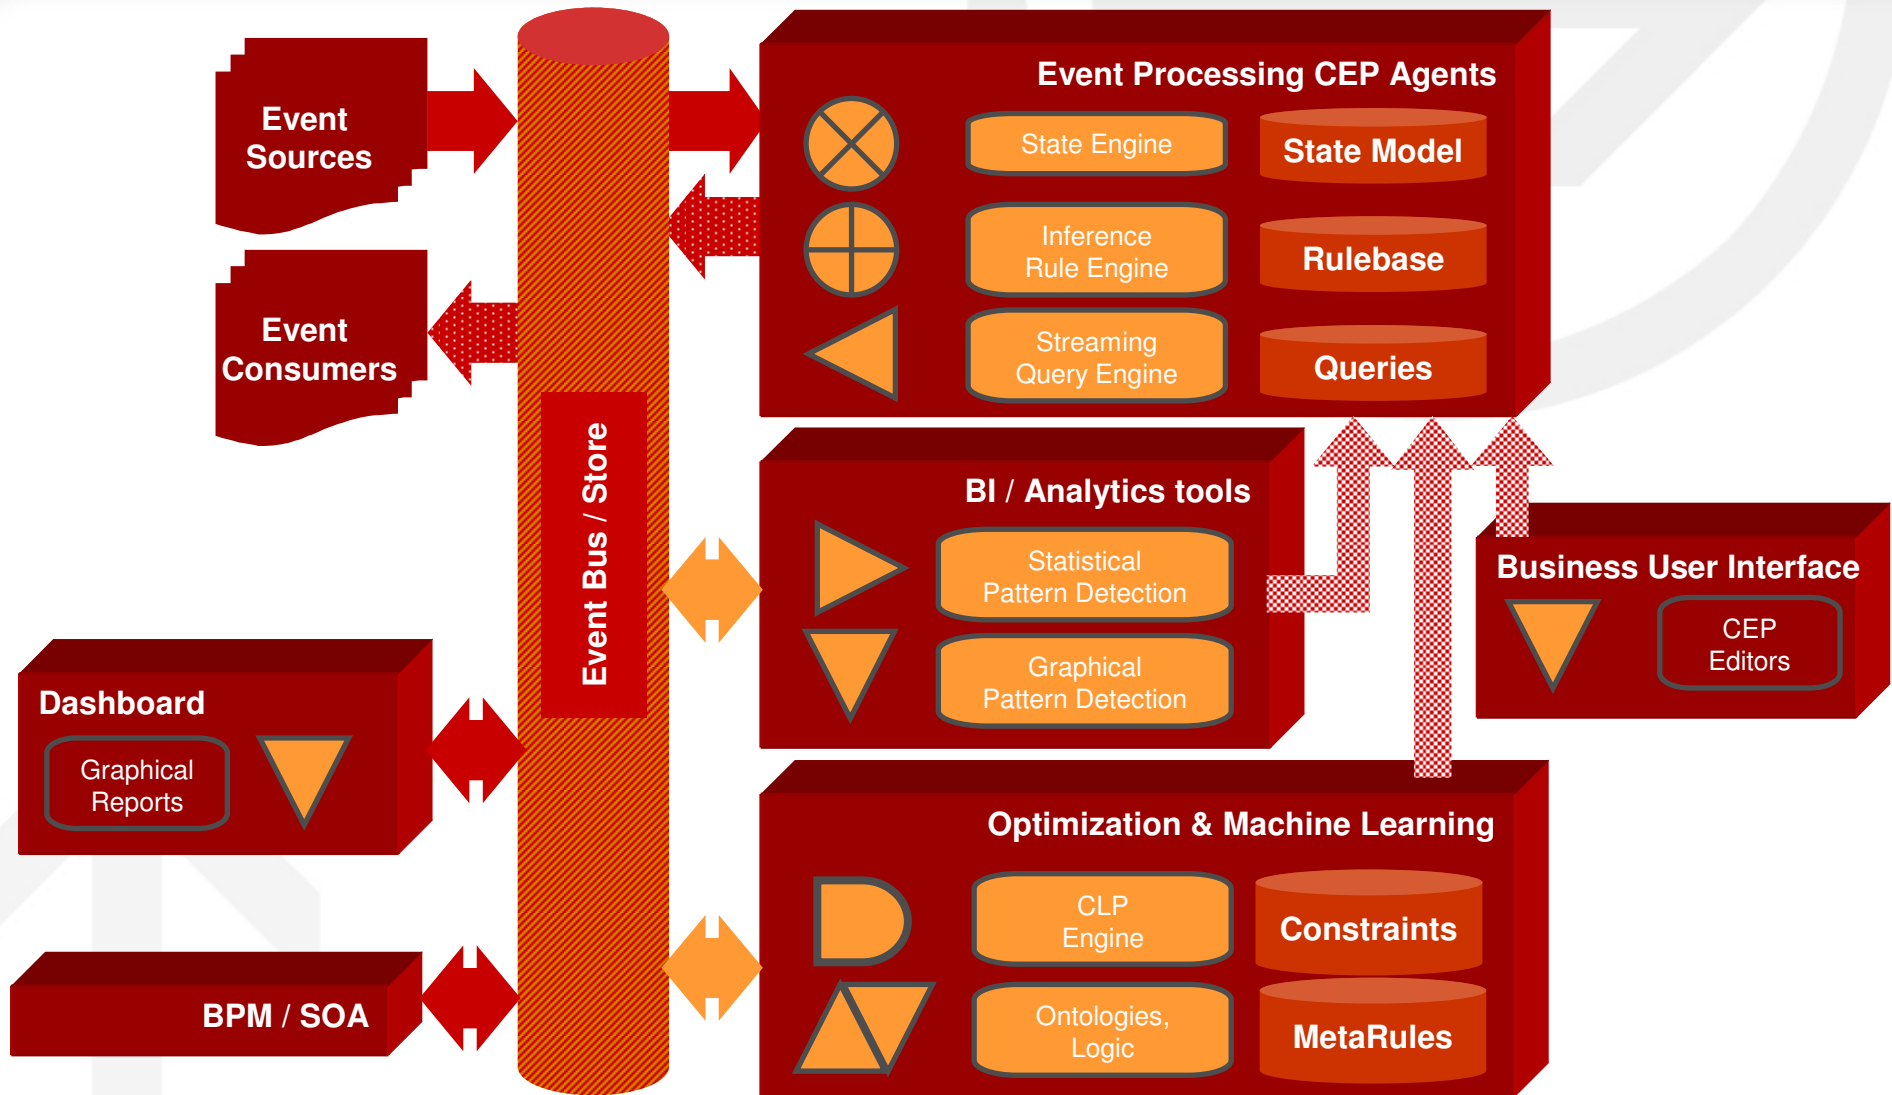 Event
Sources
Event
Consumers
Event Bus / Store
Event Processing CEP Agents
State Engine
State Model
Inference
Rule Engine
Rulebase
Streaming
Query Engine
Queries
BI / Analytics tools
Statistical
Pattern Detection
Graphical
Pattern Detection
Business User Interface
CEP
Editors
Dashboard
Graphical
Reports
BPM / SOA
Optimization & Machine Learning
CLP
Engine
Constraints
Ontologies,
Logic
MetaRules